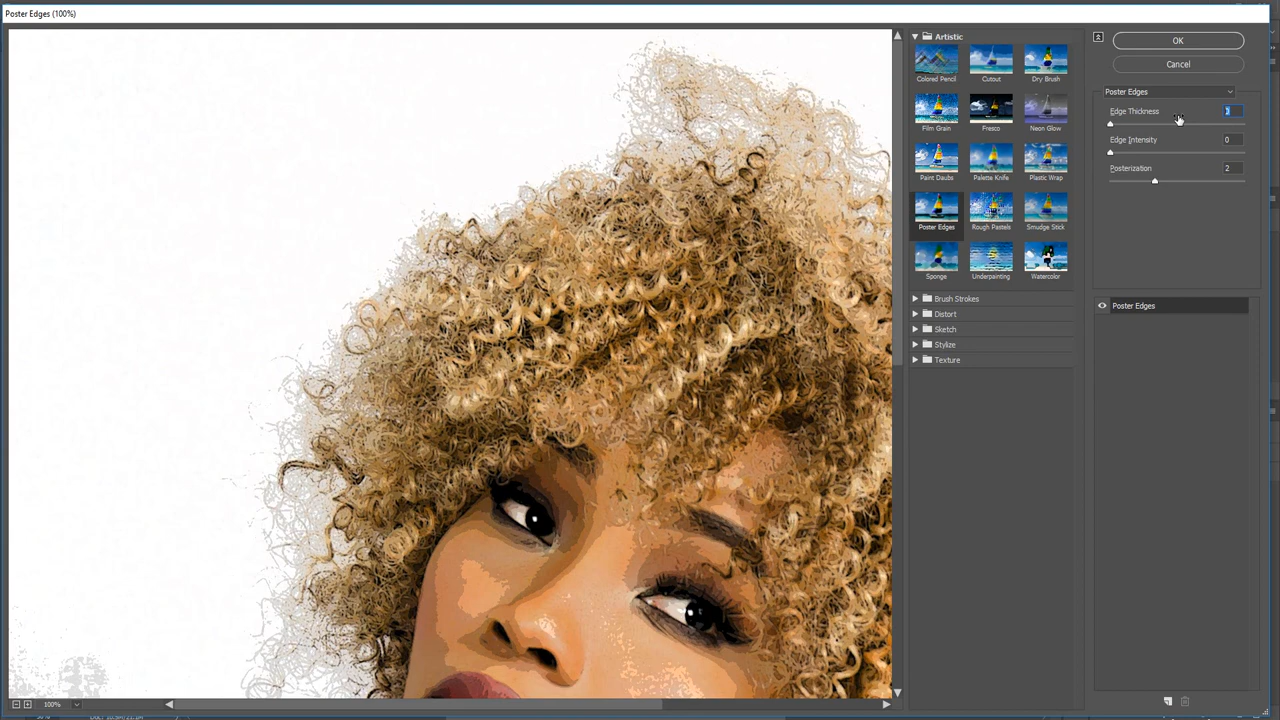 Poster Edges (100%)
Artistic
Colored Pencil
Cutout
Dry Brush
Film Grain
Fresco
Neon Glow
Paint Daubs
Palette Knife
Plastic Wrap
Poster Edges
Rough Pastels
Smudge Stick
Sponge
Underpainting
Watercolor
Brush Strokes
Distort
Sketch
Stylize
Texture
OK
Cancel
Poster Edges
Edge Thickness
Edge Intensity 0
Posterization 2
Poster Edges
100%